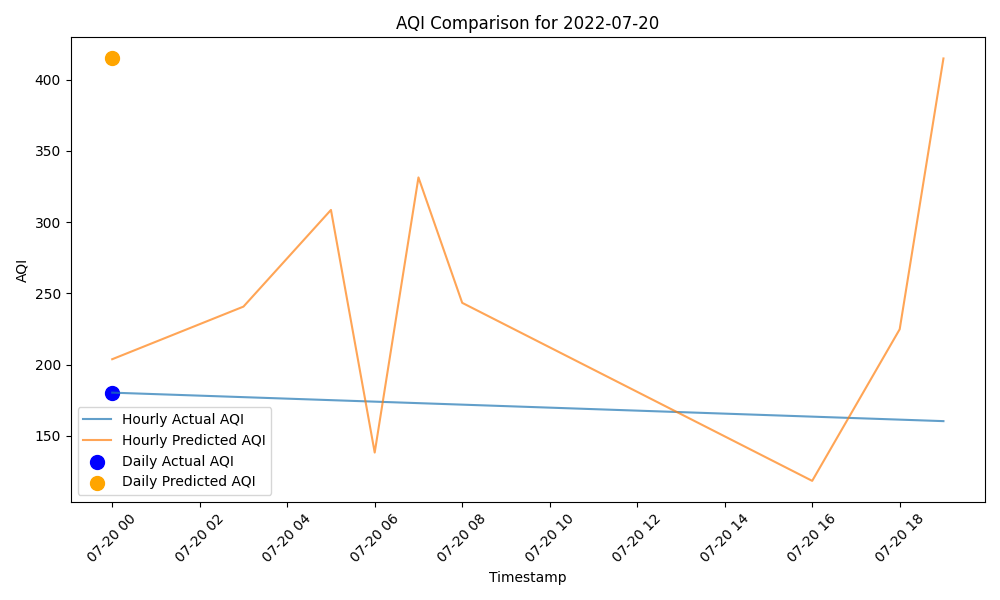 AQI Comparison for 2022-07-20
AQI
400
350
300
250
200
150
Hourly Actual AQI
Hourly Predicted AQI
Daily Actual AQI
Daily Predicted AQI
07-20 00
07-20 02
07-20 04
07-20 06
07-20 08
07-20 10
07-20 12
07-20 14
07-20 16
07-20 18
Timestamp